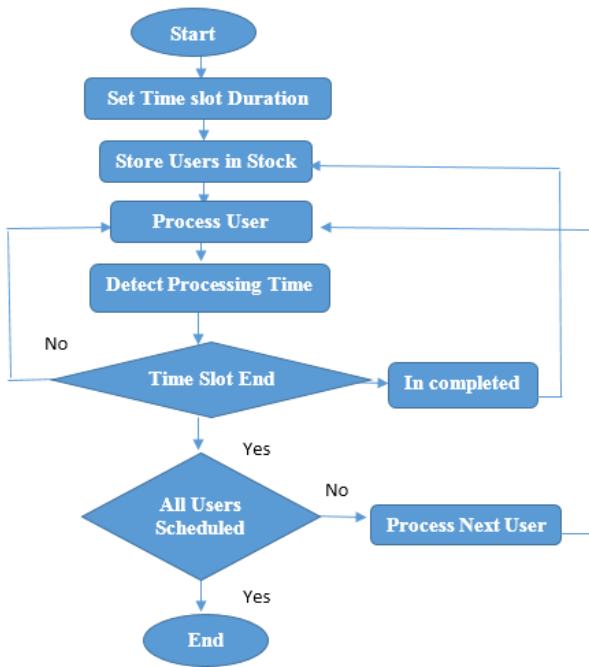 Start
Set Time slot Duration
Store Users in Stock
Process User
Detect Processing Time
No
Time Slot End
In completed
Yes
All Users
Scheduled
No
Process Next User
Yes
End